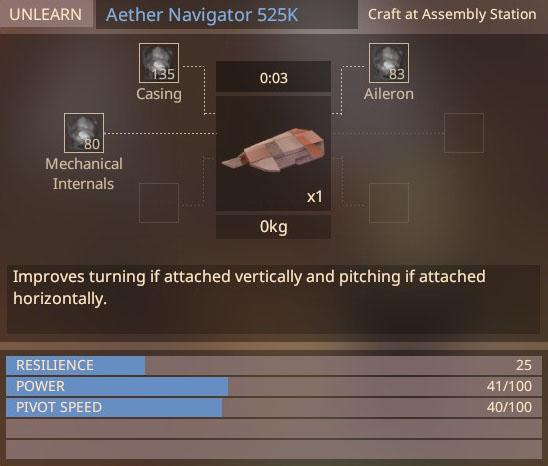 UNLEARN
Aether Navigator 525K
Craft at Assembly Station
135
Casing
0:03
83
Aileron
80
Mechanical
Internals
x1
0kg
Improves turning if attached vertically and pitching if attached
horizontally.
RESILIENCE 25
POWER 41/100
PIVOT SPEED 40/100